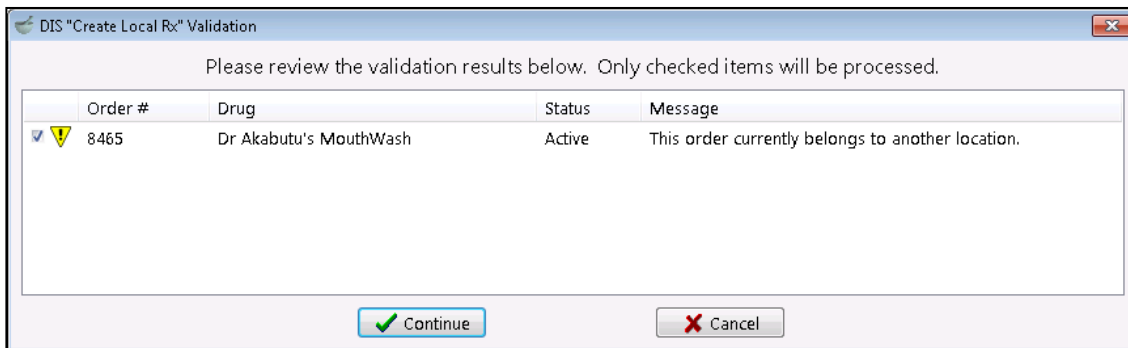 DIS "Create Local Rx" Validation
Please review the validation results below. Only checked items will be processed.
Order # Drug Status Message
8465 Dr Akabutu's MouthWash Active This order currently belongs to another location.
Continue Cancel